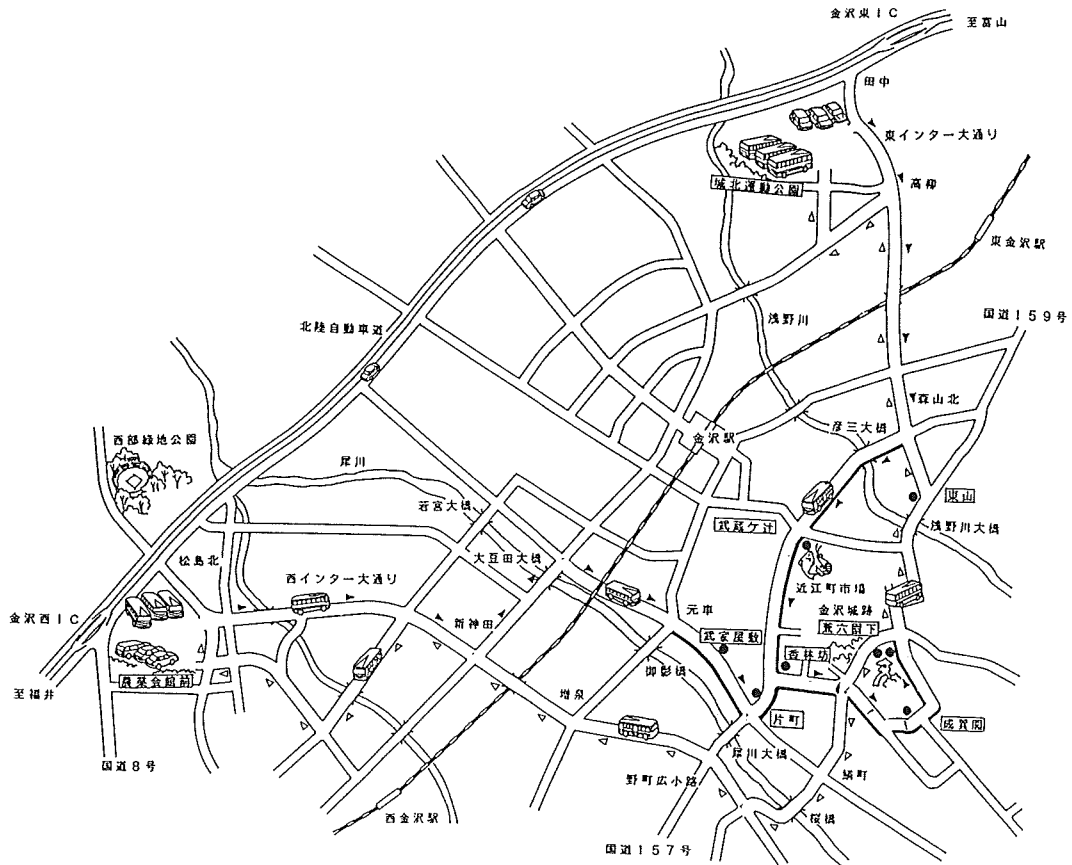 金沢東IC
至富山
田中
東インター大通り
城北運動公園
高柳
東金沢駅
浅野川
国道159号
北陸自動車道
森山北
彦三大橋
金沢駅
西部緑地公園
犀川
東山
若宮大橋
武蔵ケ辻
浅野川大橋
松島北
大豆田大橋
西インター大通り
近江町市場
金沢城跡
元車
新神田
兼六園下
武家屋敷
香林坊
金沢西IC
御影橋
農業会館前
至福井
増泉
片町
成巽閣
国道8号
犀川大橋
野町広小路
鱗町
西金沢駅
桜橋
国道157号